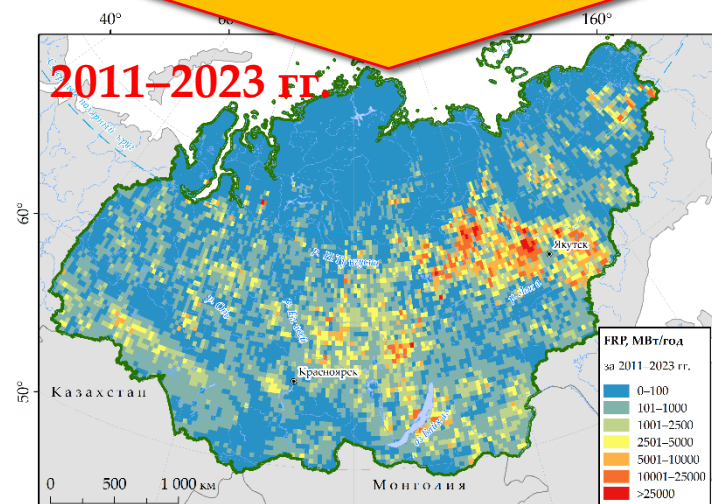 40°
160°
2011–2023 гг.
60°
Якутск
р. Обь
Красноярск
50°
Казахстан
Монголия
0 500 1 000 км
FRP, МВт/год
за 2011–2023 гг.
0–100
101–1000
1001–2500
2501–5000
5001–10000
10001–25000
>25000